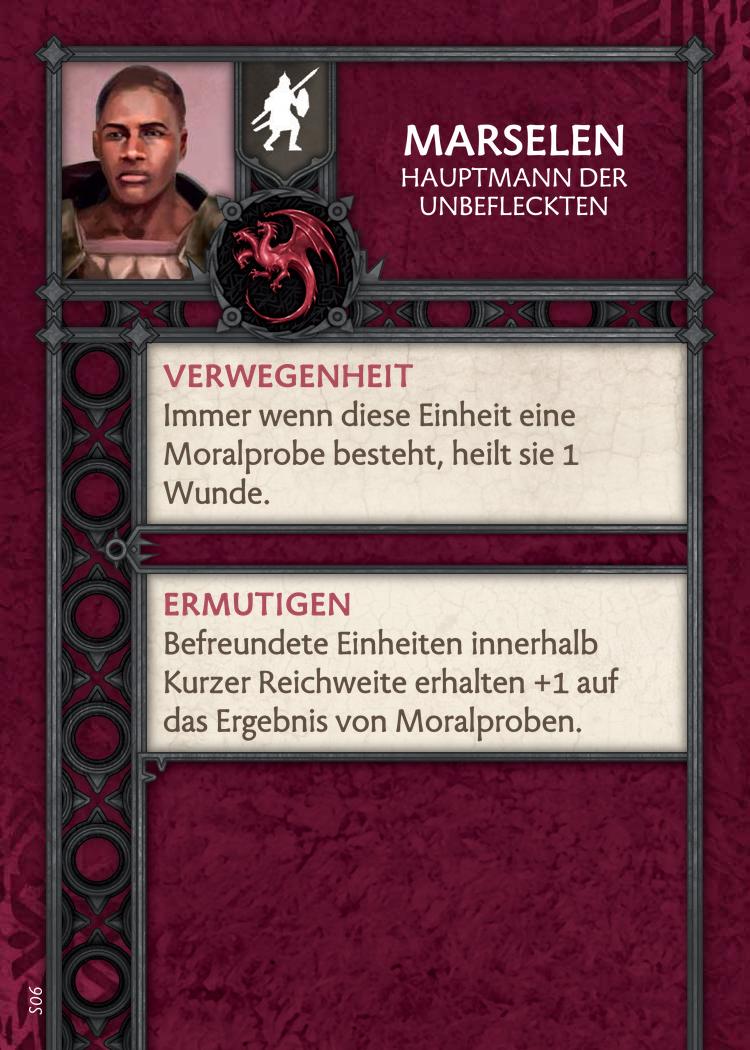 MARSELEN
HAUPTMANN DER
UNBEFLECKTEN
VERWEGENHEIT
Immer wenn diese Einheit eine
Moralprobe besteht, heilt sie 1
Wunde.
ERMUTIGEN
Befreundete Einheiten innerhalb
Kurzer Reichweite erhalten +1 auf
das Ergebnis von Moralproben.
S06